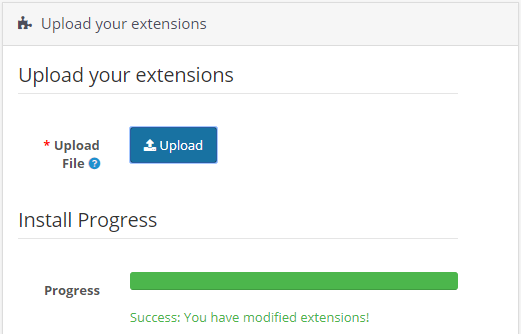 Upload your extensions
Upload your extensions
* Upload
File
Upload
Install Progress
Progress
Success: You have modified extensions!